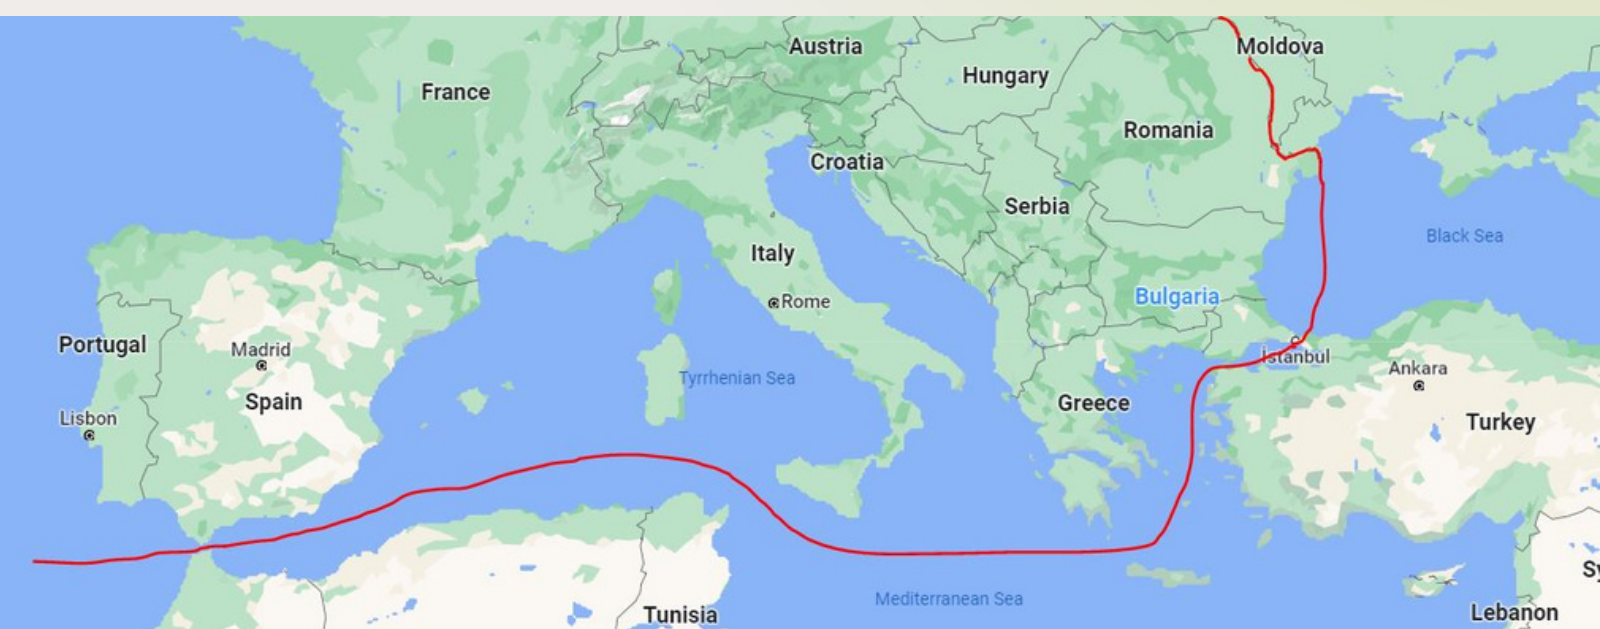 Austria
Moldova
Hungary
France
Romania
Croatia
Serbia
Black Sea
Italy
Bulgaria
Rome
Portugal
Madrid
İstanbul
Ankara
Tyrrhenian Sea
Spain
Greece
Lisbon
Turkey
Sy
Mediterranean Sea
Tunisia
Lebanon